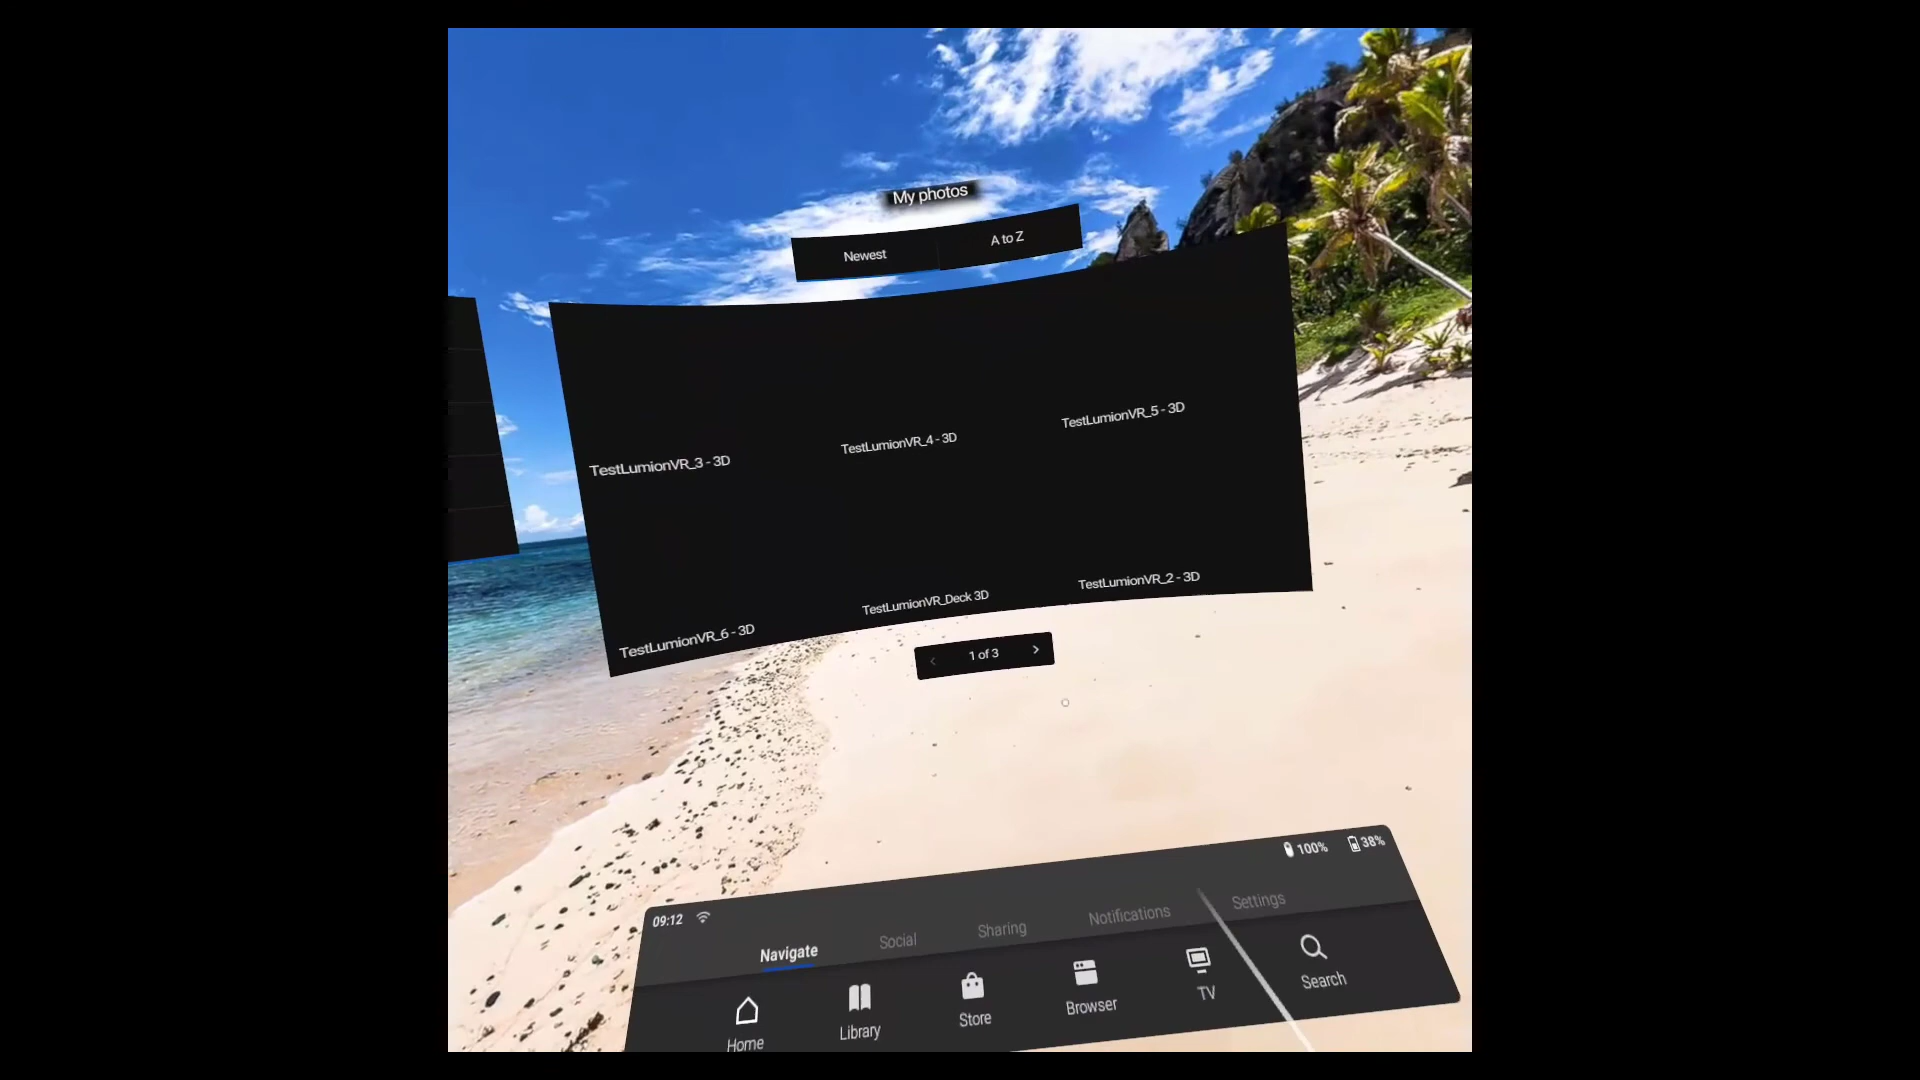 My photos
Newest
A to Z
TestLumionVR_3 - 3D
TestLumionVR_4 - 3D
TestLumionVR_5 - 3D
TestLumionVR_6 - 3D
TestLumionVR_Deck 3D
TestLumionVR_2 - 3D
1 of 3
100%
38%
09:12
Navigate
Social
Sharing
Notifications
Settings
Home
Library
Store
Browser
TV
Search